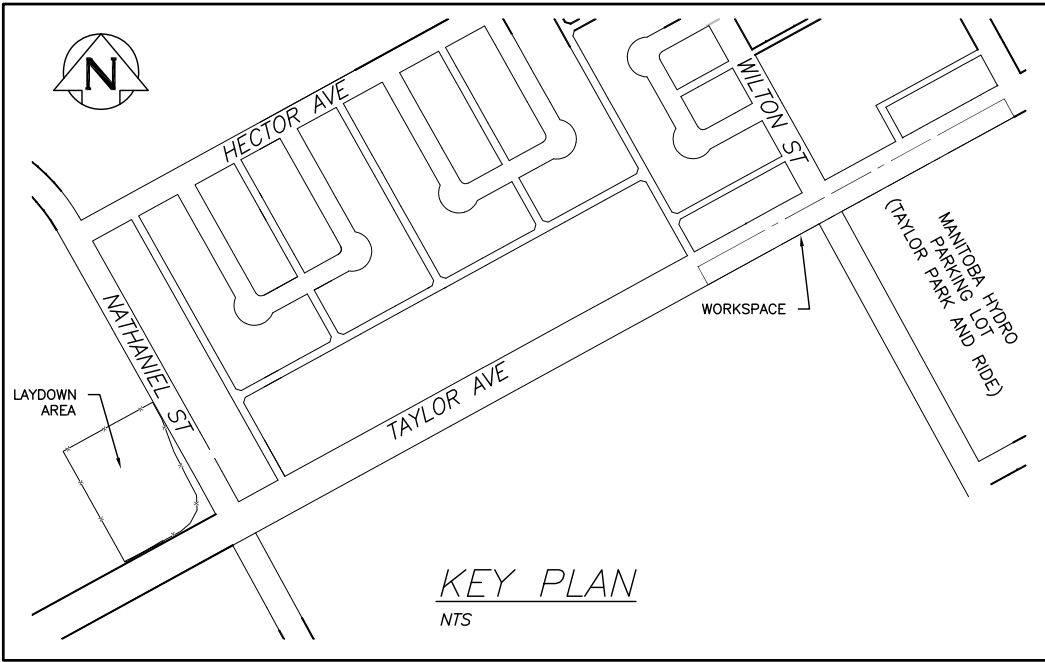 N
HECTOR AVE
WILTON ST
NATHANIEL ST
LAYDOWN
AREA
TAYLOR AVE
WORKSPACE
MANITOBA HYDRO
PARKING LOT
(TAYLOR PARK AND RIDE)
KEY PLAN
NTS